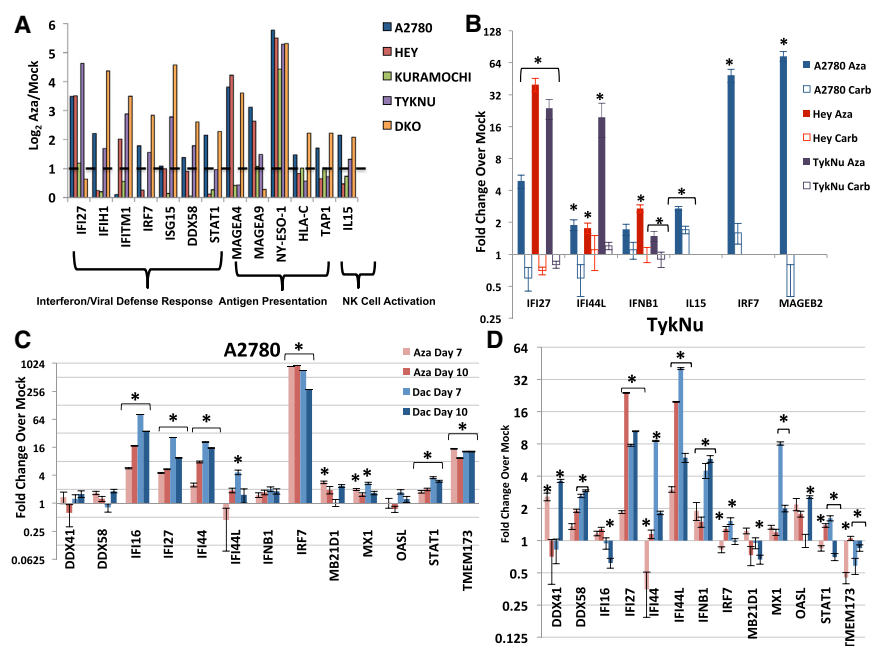 A
Log2 Aza/Mock
6
5
4
3
2
1
2
1
0
A2780
HEY
KURAMOCHI
TYKNU
DKO
IFI27
IFIH1
IFITM1
IRF7
ISG15
DDX58
STAT1
MAGEA4
MAGEA9
NY-ESO-1
HLA-C
TAP1
IL15
Interferon/Viral Defense Response
Antigen Presentation
NK Cell Activation
B
Fold Change Over Mock
128
64
32
16
8
4
2
1
0.5
0.25
* * * * * * * *
A2780 Aza
A2780 Carb
Hey Aza
Hey Carb
TykNu Aza
TykNu Carb
IFI27
IFI44L
IFNB1
IL15
IRF7
MAGEB2
C
A2780
Fold Change Over Mock
1024
256
64
16
4
1
0.25
0.0625
* * * * * * * * * *
Aza Day 7
Aza Day 10
Dac Day 7
Dac Day 10
DDX41
DDX58
IFI16
IFI27
IFI44
IFI44L
IFNB1
IRF7
MB21D1
MX1
OASL
STAT1
TMEM173
D
TykNu
Fold Change Over Mock
64
32
16
8
4
2
1
0.5
0.25
0.125
* * * * * * * * * * * * * * * * * * *
DDX41
DDX58
IFI16
IFI27
IFI44
IFI44L
IFNB1
IRF7
MB21D1
MX1
OASL
STAT1
TMEM173